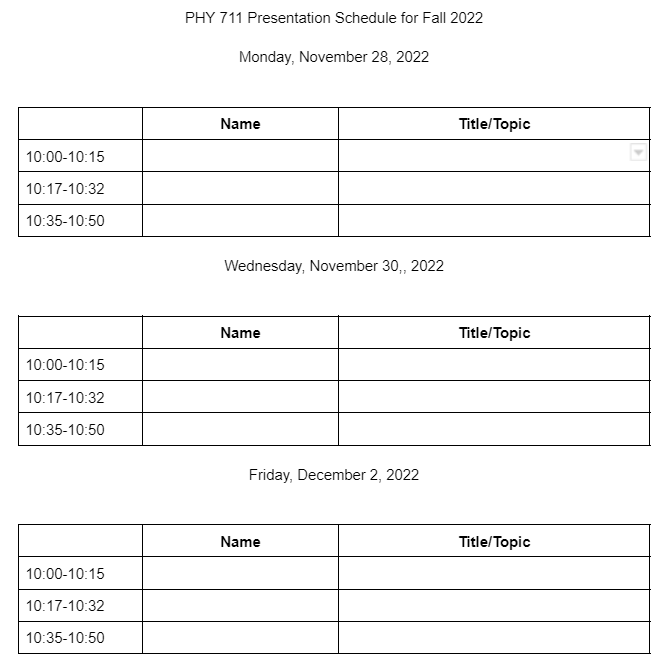 PHY 711 Presentation Schedule for Fall 2022
Monday, November 28, 2022
Name Title/Topic
10:00-10:15
10:17-10:32
10:35-10:50
Wednesday, November 30,, 2022
Name Title/Topic
10:00-10:15
10:17-10:32
10:35-10:50
Friday, December 2, 2022
Name Title/Topic
10:00-10:15
10:17-10:32
10:35-10:50